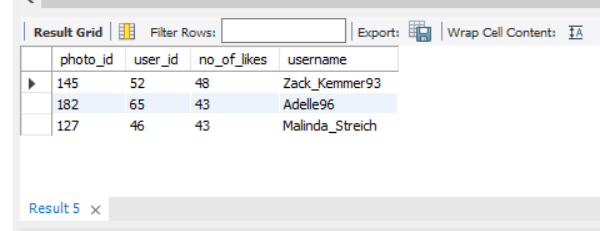 Result Grid Filter Rows: Export: Wrap Cell Content: IA
photo_id user_id no_of_likes username
145 52 48 Zack_Kemmer93
182 65 43 Adelle96
127 46 43 Malinda_Streich
Result 5 ×